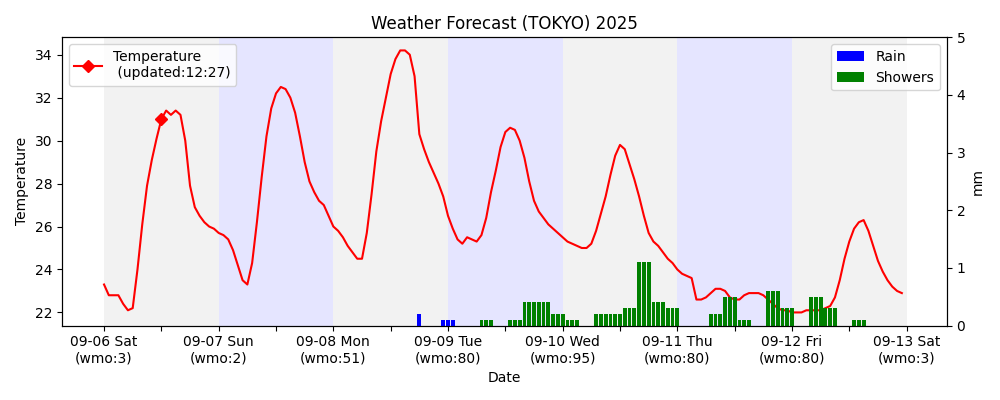 Weather Forecast (TOKYO) 2025
Temperature
(updated:12:27)
Rain
Showers
Temperature
34
32
30
28
26
24
22
5
4
3
2
1
0
mm
09-06 Sat
(wmo:3)
09-07 Sun
(wmo:2)
09-08 Mon
(wmo:51)
09-09 Tue
(wmo:80)
09-10 Wed
(wmo:95)
09-11 Thu
(wmo:80)
09-12 Fri
(wmo:80)
09-13 Sat
(wmo:3)
Date